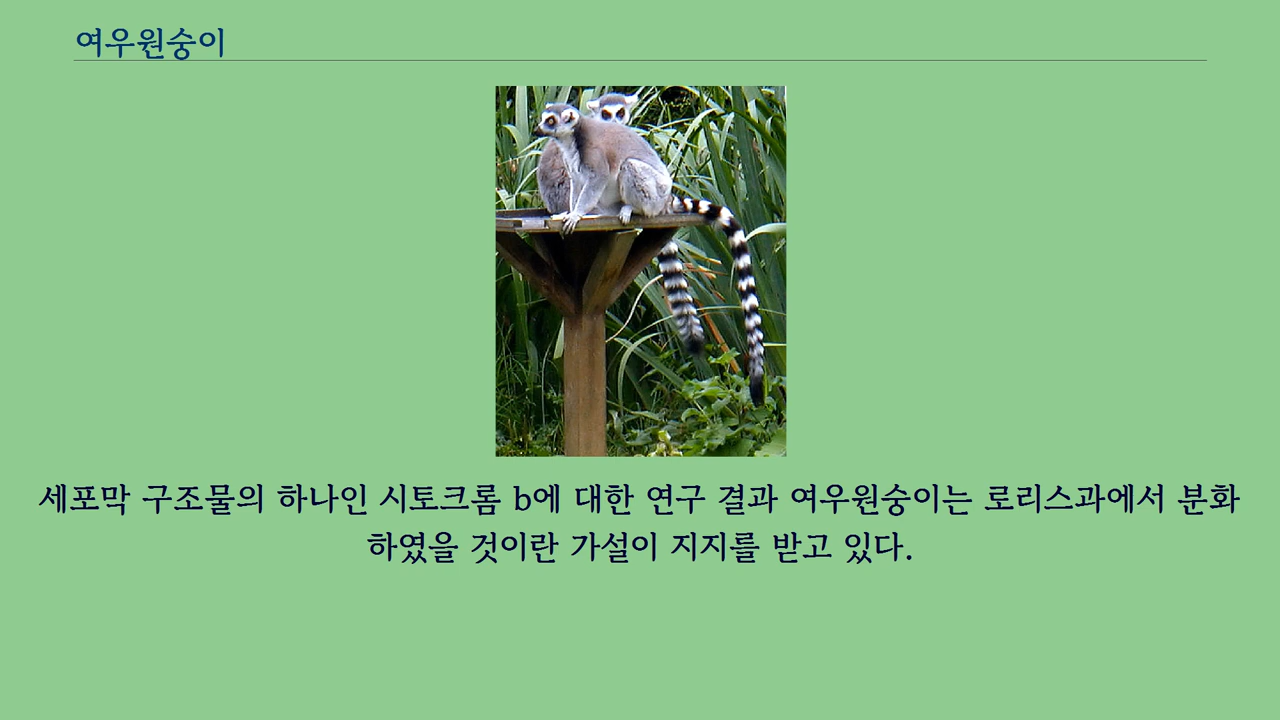 여우원숭이
세포막 구조물의 하나인 시토크롬 b에 대한 연구 결과 여우원숭이는 로리스과에서 분화
하였을 것이란 가설이 지지를 받고 있다.